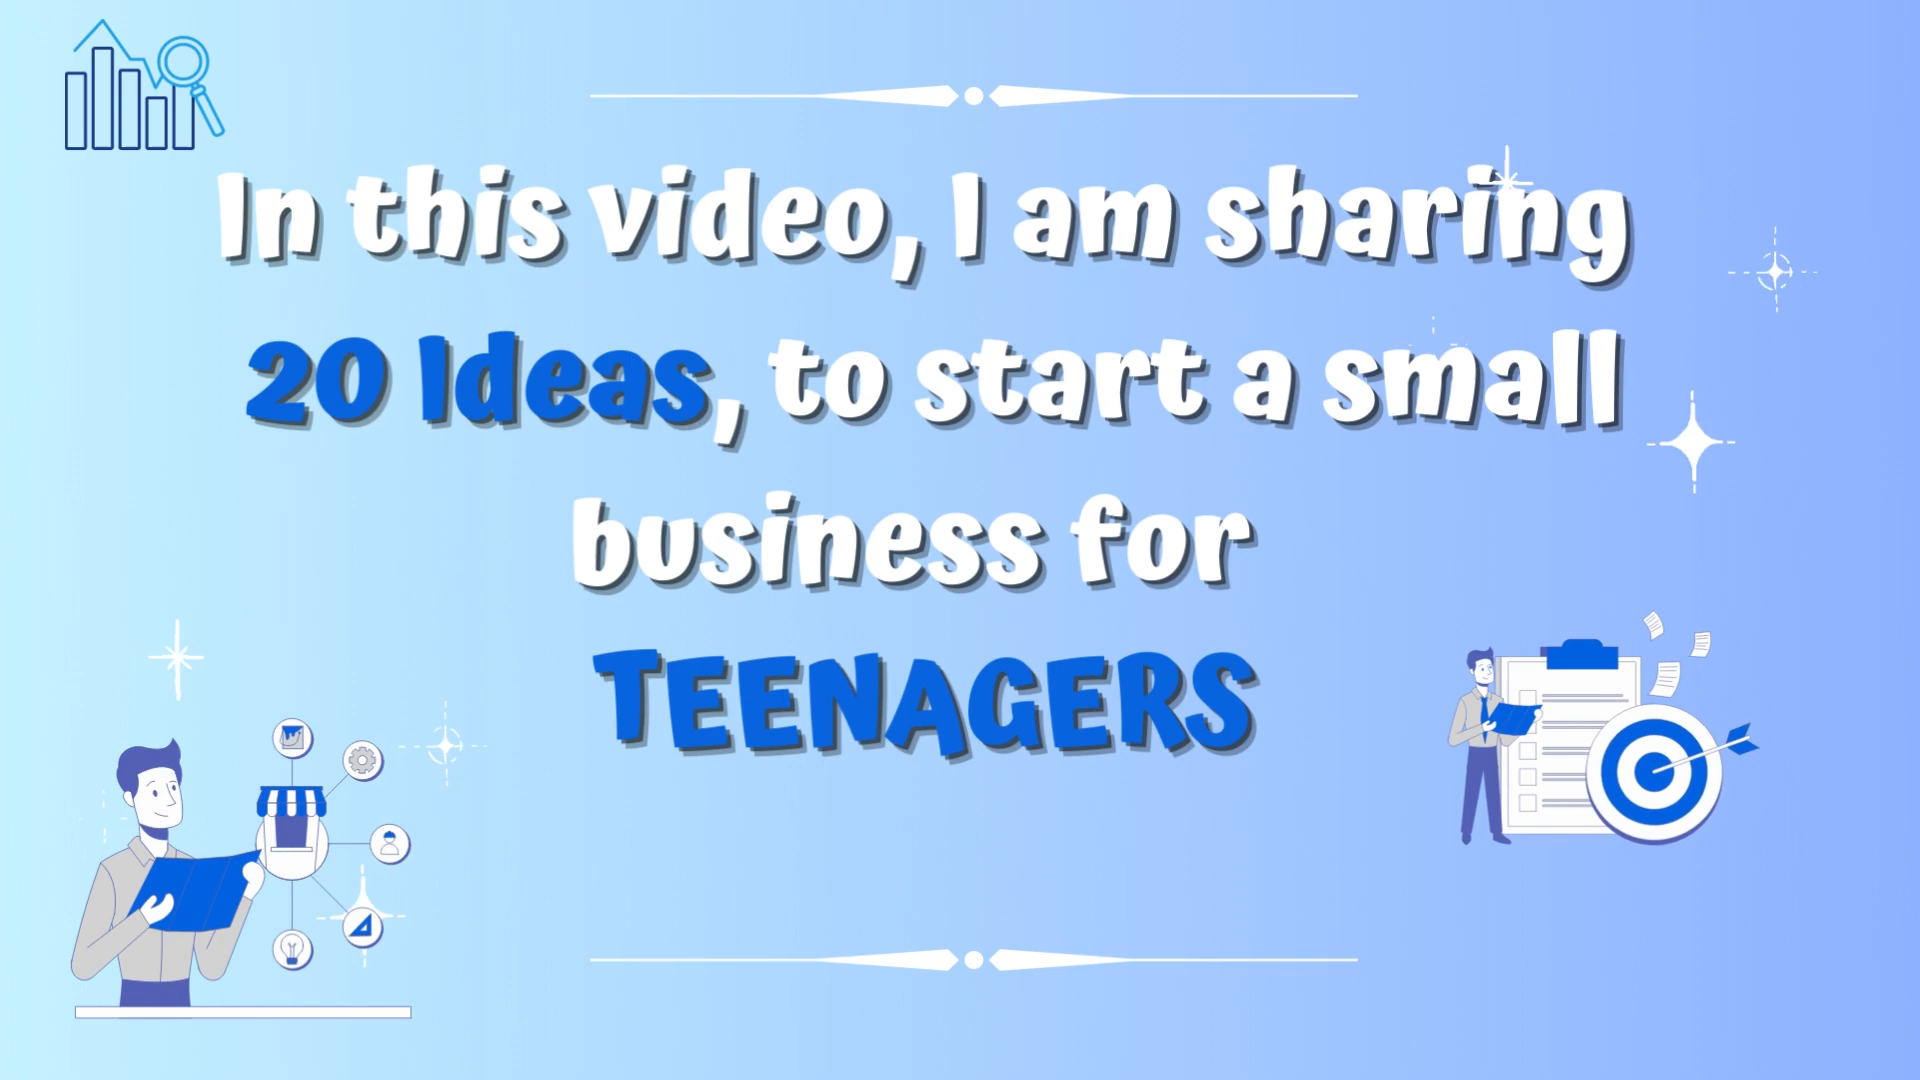 In this video, I am sharing
20 Ideas, to start a small
business for
TEENAGERS